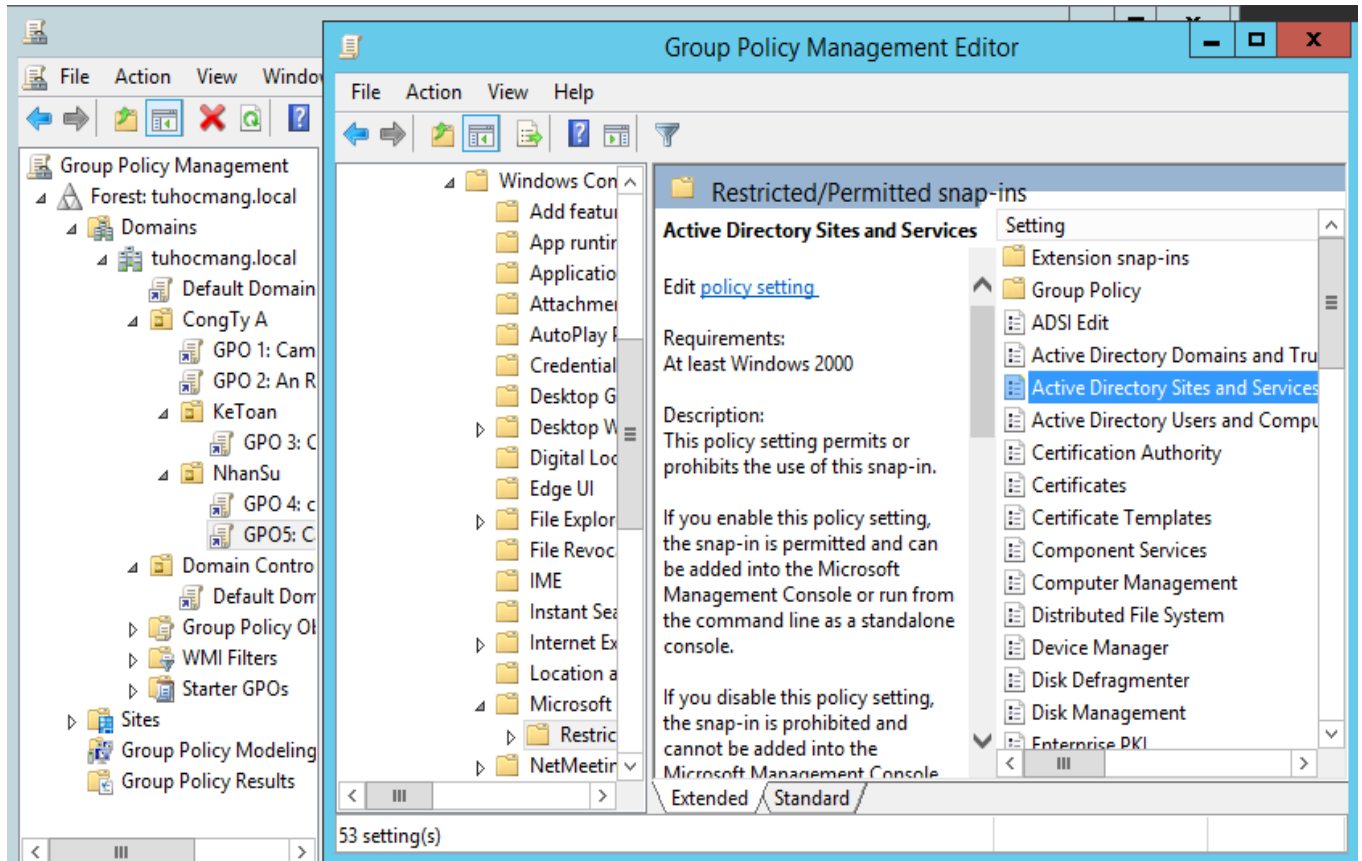 Group Policy Management Editor
File Action View Windo
Group Policy Management
Forest: tuhocmang.local
Domains
tuhocmang.local
Default Domain
CongTy A
GPO 1: Cam
GPO 2: An R
KeToan
GPO 3: C
NhanSu
GPO 4: c
GPO5: C
Domain Contro
Default Dom
Group Policy Ob
WMI Filters
Starter GPOs
Sites
Group Policy Modeling
Group Policy Results
File Action View Help
Windows Con
Add featur
App runtir
Applicatio
Attachmer
AutoPlay P
Credential
Desktop G
Desktop W
Digital Loc
Edge UI
File Explor
File Revoc
IME
Instant Sea
Internet Ex
Location a
Microsoft
Restric
NetMeetin
Restricted/Permitted snap-ins
Active Directory Sites and Services
Edit policy setting
Requirements:
At least Windows 2000
Description:
This policy setting permits or
prohibits the use of this snap-in.
If you enable this policy setting,
the snap-in is permitted and can
be added into the Microsoft
Management Console or run from
the command line as a standalone
console.
If you disable this policy setting,
the snap-in is prohibited and
cannot be added into the
Microsoft Management Console
Setting
Extension snap-ins
Group Policy
ADSI Edit
Active Directory Domains and Tru
Active Directory Sites and Services
Active Directory Users and Compu
Certification Authority
Certificates
Certificate Templates
Component Services
Computer Management
Distributed File System
Device Manager
Disk Defragmenter
Disk Management
Enterprise PKI
Extended Standard
53 setting(s)